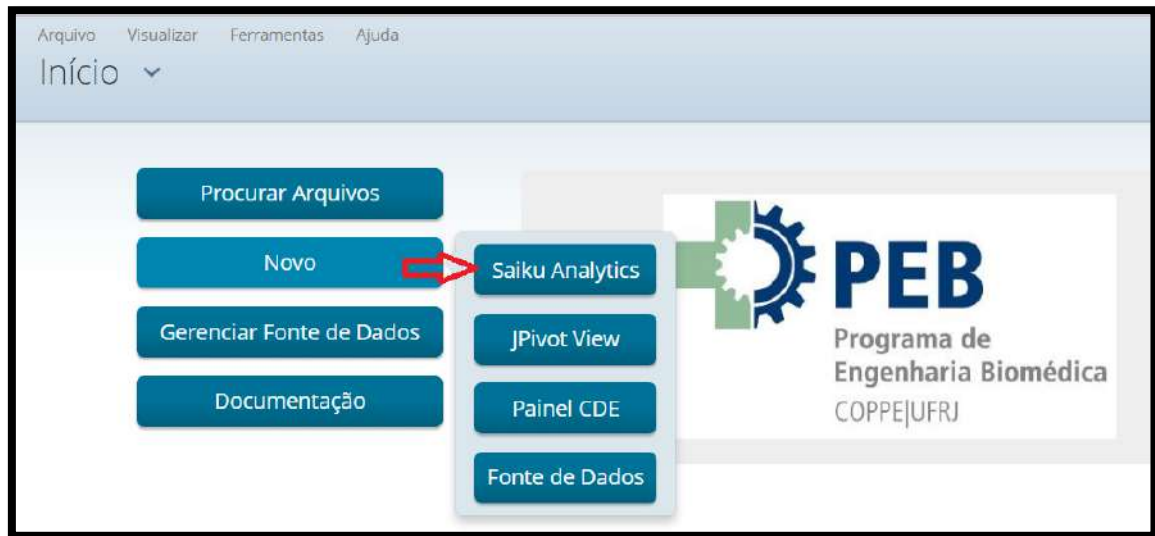 Arquivo Visualizar Ferramentas Ajuda
Início
Procurar Arquivos
Novo
Gerenciar Fonte de Dados
Documentação
Saiku Analytics
JPivot View
Painel CDE
Fonte de Dados
PEB
Programa de
Engenharia Biomédica
COPPE|UFRJ